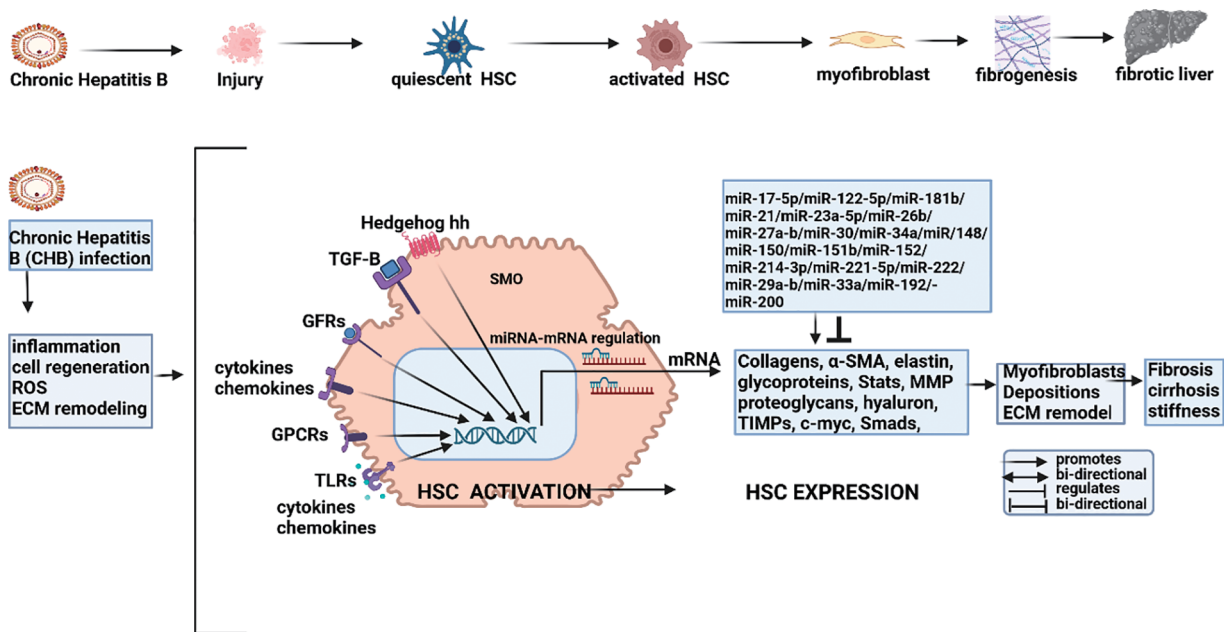 Chronic Hepatitis B
Injury
quiescent HSC
activated HSC
myofibroblast
fibrogenesis
fibrotic liver
Chronic Hepatitis
B (CHB) infection
inflammation
cell regeneration
ROS
ECM remodeling
Hedgehog hh
TGF-B
SMO
GFRs
cytokines
chemokines
GPCRs
TLRs
cytokines
chemokines
miRNA-mRNA regulation
mRNA
HSC ACTIVATION
HSC EXPRESSION
miR-17-5p/miR-122-5p/miR-181b/
miR-21/miR-23a-5p/miR-26b/
miR-27a-b/miR-30/miR-34a/miR/148/
miR-150/miR-151b/miR-152/
miR-214-3p/miR-221-5p/miR-222/
miR-29a-b/miR-33a/miR-192/-
miR-200
Collagens, α-SMA, elastin,
glycoproteins, Stats, MMP
proteoglycans, hyaluron,
TIMPs, c-myc, Smads,
Myofibroblasts
Depositions
ECM remodel
Fibrosis
cirrhosis
stiffness
promotes
bi-directional
regulates
bi-directional